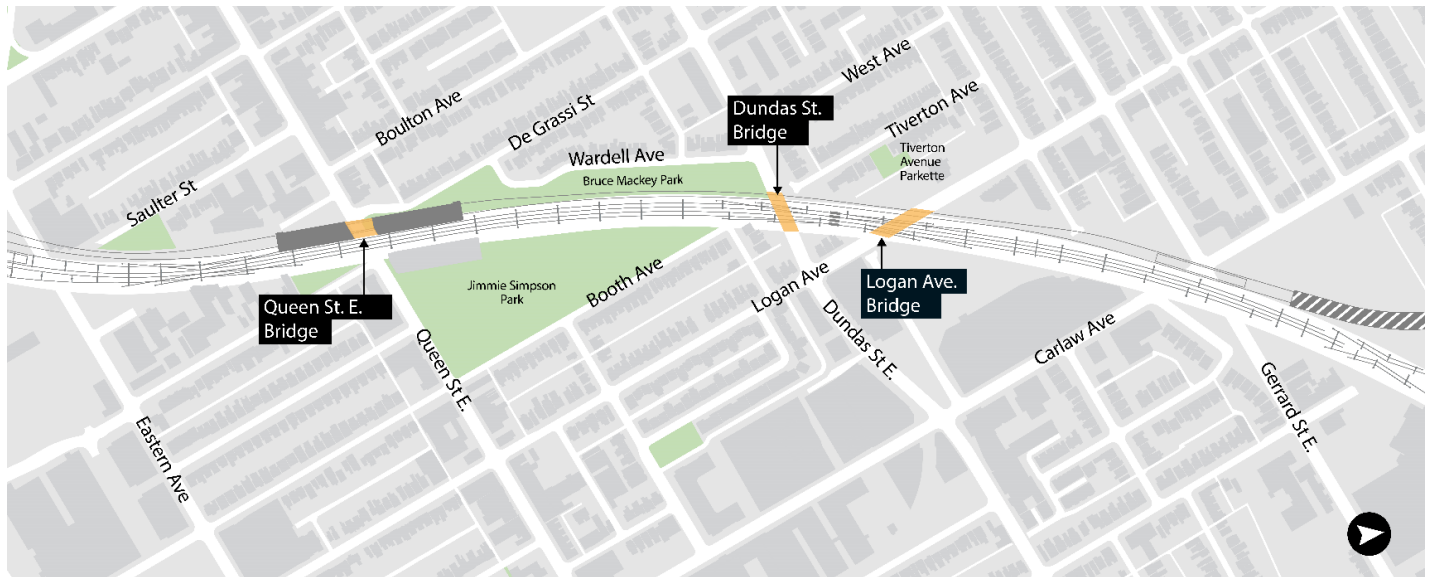 West Ave
Boulton Ave
De Grassi St
Dundas St.
Bridge
Tiverton Ave
Tiverton
Avenue
Parkette
Wardell Ave
Bruce Mackey Park
Saulter St
Queen St. E.
Bridge
Jimmie Simpson
Park
Booth Ave
Logan Ave
Logan Ave.
Bridge
Dundas St E.
Carlaw Ave
Queen St E.
Gerrard St E.
Eastern Ave